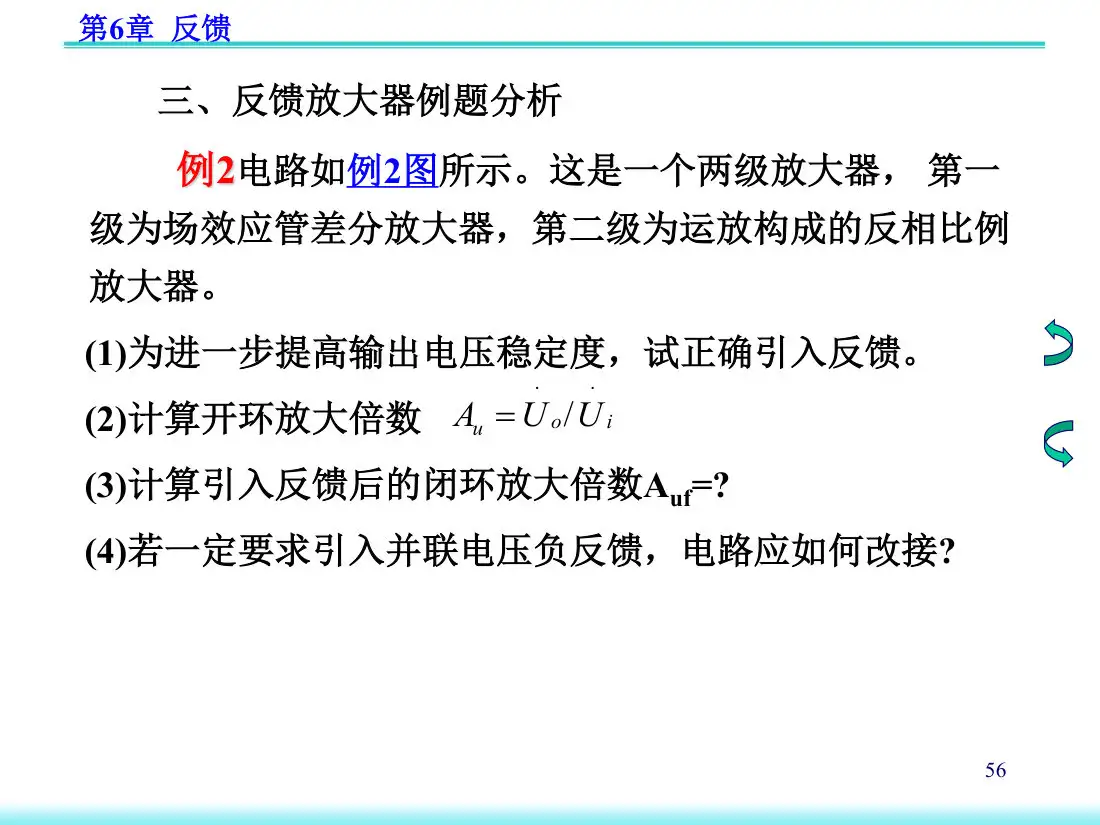 第6章 反馈
三、反馈放大器例题分析
例2电路如例2图所示。这是一个两级放大器， 第一
级为场效应管差分放大器，第二级为运放构成的反相比例
放大器。
(1)为进一步提高输出电压稳定度，试正确引入反馈。
(2)计算开环放大倍数 A_u = U̇_o / U̇_i
(3)计算引入反馈后的闭环放大倍数A_uf=?
(4)若一定要求引入并联电压负反馈，电路应如何改接?
56